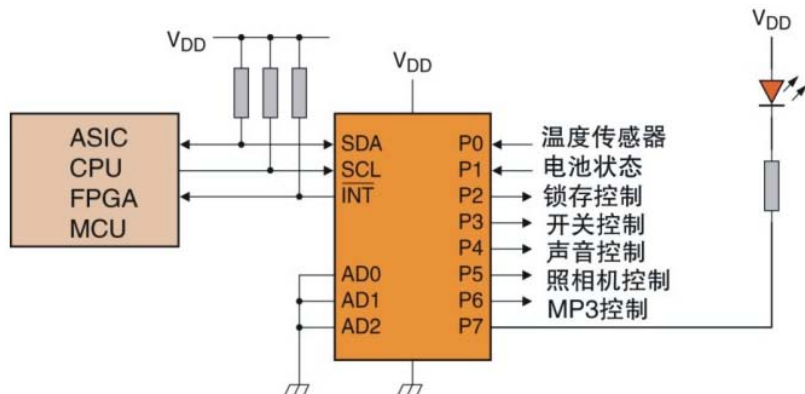 VDD
VDD
VDD
ASIC
CPU
FPGA
MCU
SDA
SCL
INT
AD0
AD1
AD2
P0
P1
P2
P3
P4
P5
P6
P7
温度传感器
电池状态
锁存控制
开关控制
声音控制
照相机控制
MP3控制